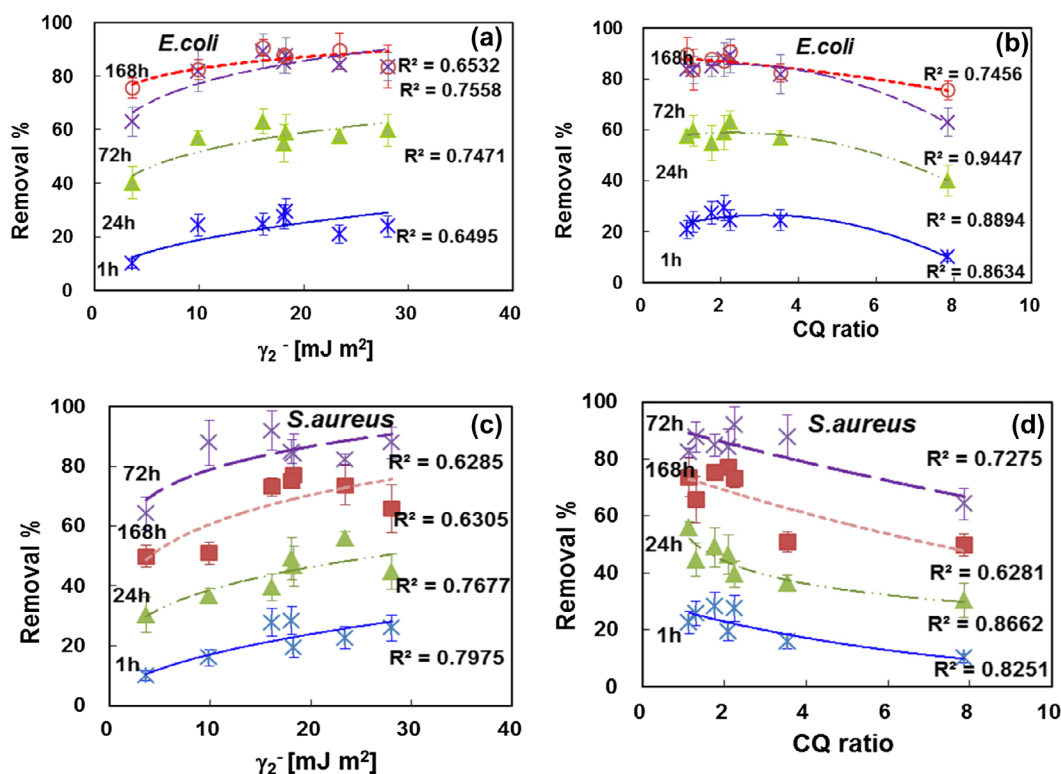 (a)
E.coli
100
80
60
40
20
0
Removal %
168h
72h
24h
1h
R² = 0.6532
R² = 0.7558
R² = 0.7471
R² = 0.6495
0 10 20 30 40
γ₂⁻ [mJ m²]
(b)
E.coli
100
80
60
40
20
0
Removal %
168h
72h
24h
1h
R² = 0.7456
R² = 0.9447
R² = 0.8894
R² = 0.8634
0 2 4 6 8 10
CQ ratio
(c)
S.aureus
100
80
60
40
20
0
Removal %
72h
168h
24h
1h
R² = 0.6285
R² = 0.6305
R² = 0.7677
R² = 0.7975
0 10 20 30 40
γ₂⁻ [mJ m²]
(d)
S.aureus
100
80
60
40
20
0
Removal %
72h
168h
24h
1h
R² = 0.7275
R² = 0.6281
R² = 0.8662
R² = 0.8251
0 2 4 6 8 10
CQ ratio